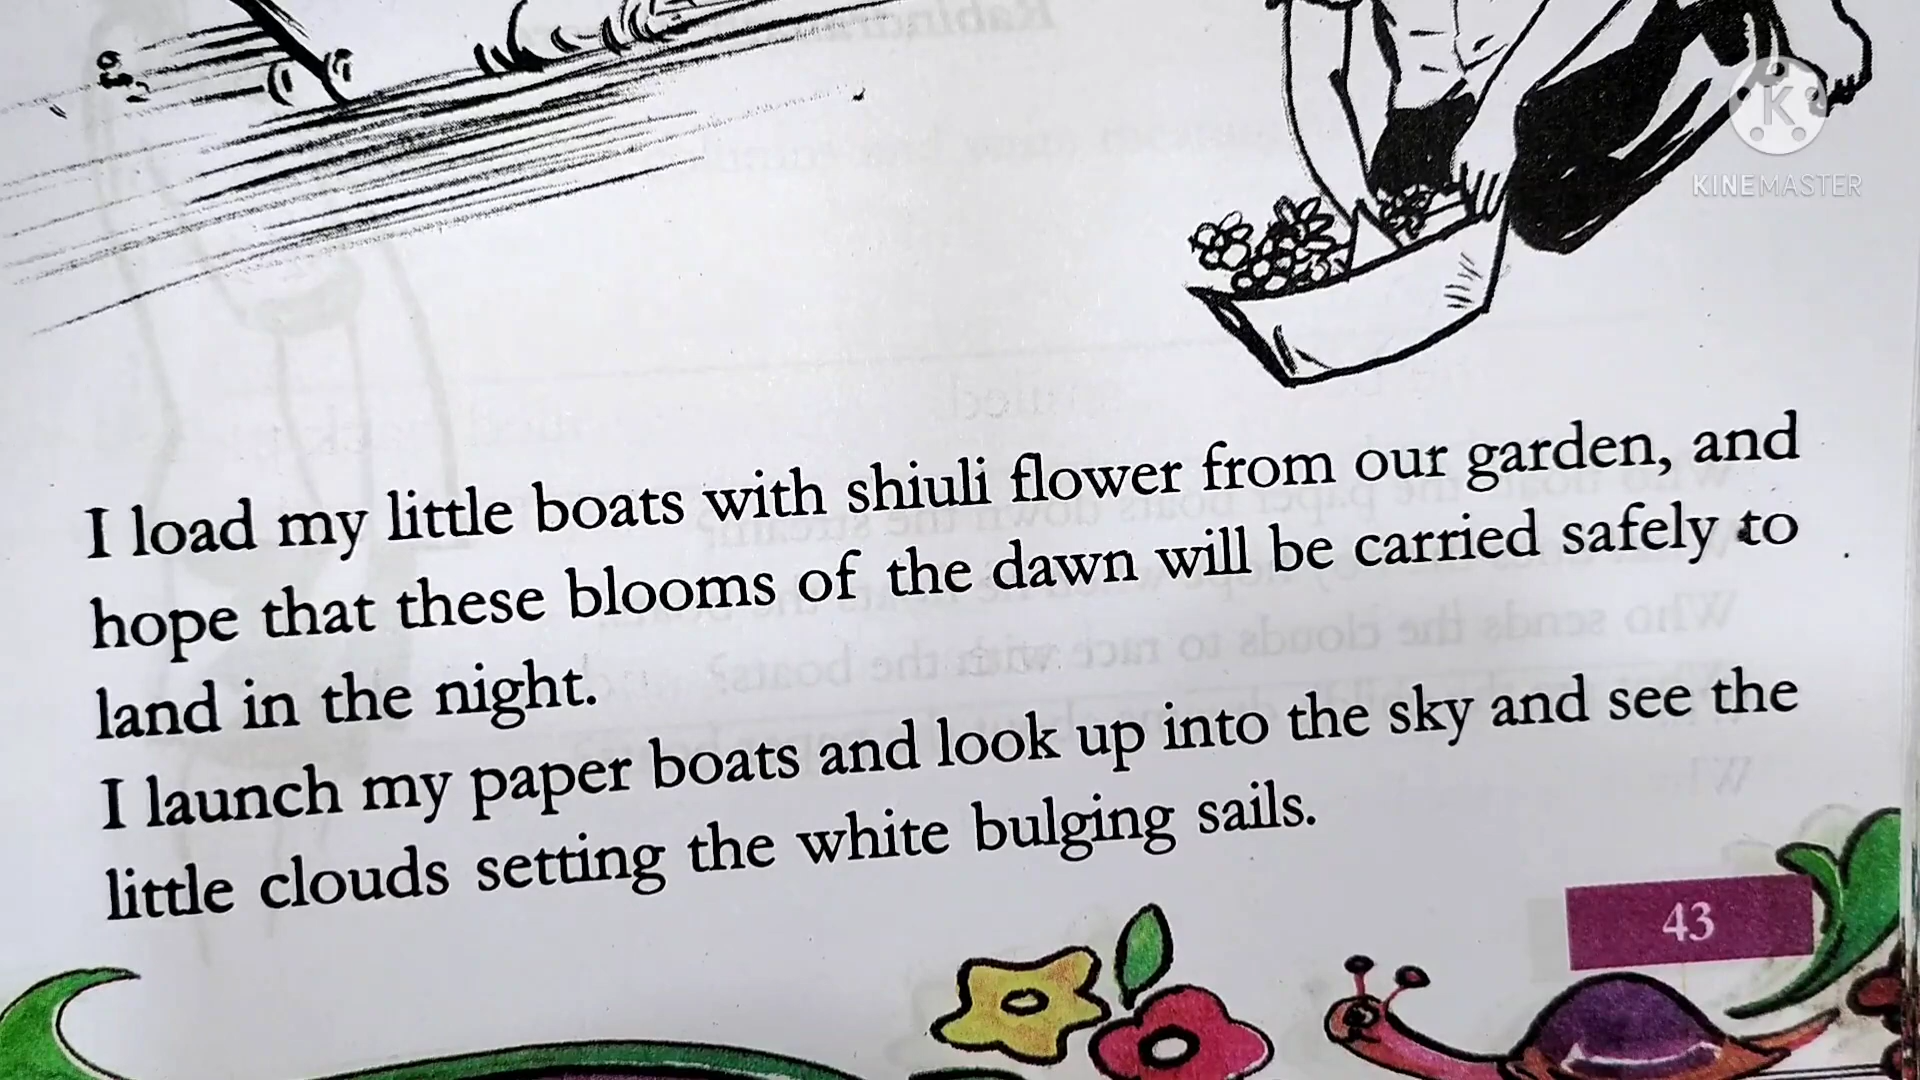 KINEMASTER
I load my little boats with shiuli flower from our garden, and
hope that these blooms of the dawn will be carried safely to
land in the night.
I launch my paper boats and look up into the sky and see the
little clouds setting the white bulging sails.
43